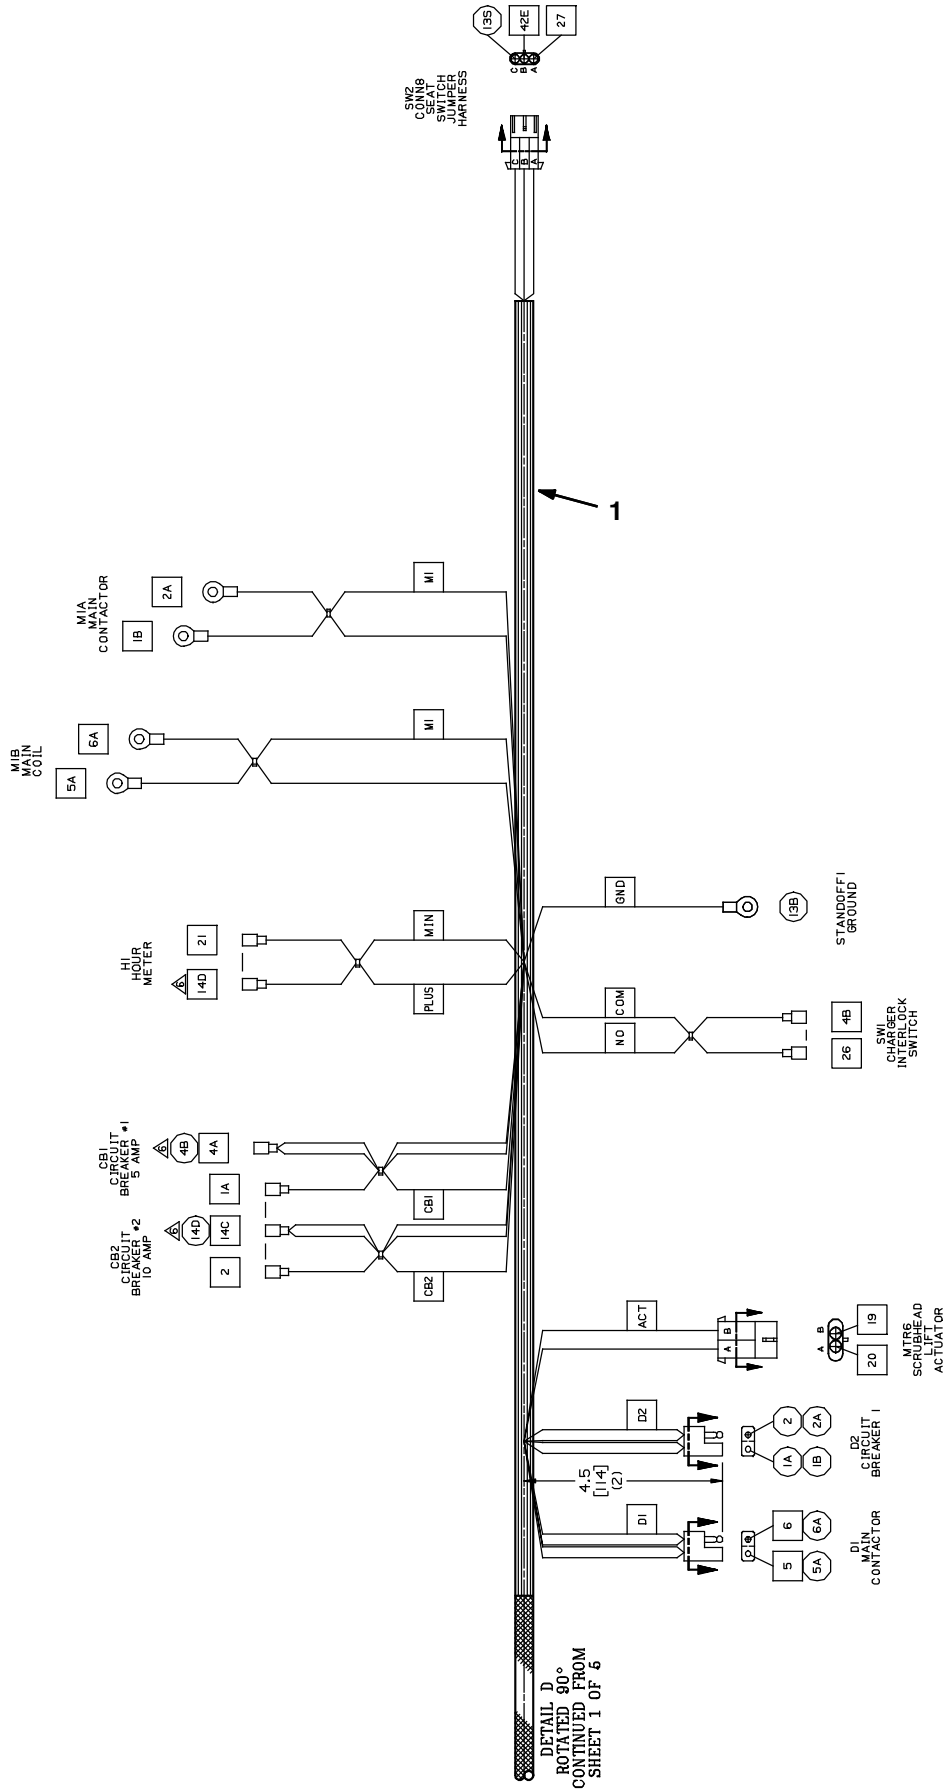 13S
42E
27
C
B
A
SW2
CONN8
SEAT
SWITCH
JUMPER
HARNESS
C
B
A
1
M1A
MAIN
CONTACTOR
2A
1B
M1
M1B
MAIN
COIL
6A
5A
M1
H1
HOUR
METER
21
6
14D
MIN
PLUS
GND
13B
STANDOFF1
GROUND
COM
NO
4B
26
SW1
CHARGER
INTERLOCK
SWITCH
CB1
CIRCUIT
BREAKER #1
5 AMP
6
4B
4A
1A
CB1
CB2
CIRCUIT
BREAKER #2
10 AMP
6
14D
14C
2
CB2
ACT
B
A
B
A
19
20
MTR6
SCRUBHEAD
LIFT
ACTUATOR
D2
2
2A
1A
1B
D2
CIRCUIT
BREAKER 1
4.5
[114]
(2)
D1
6
6A
5
5A
D1
MAIN
CONTACTOR
DETAIL D
ROTATED 90°
CONTINUED FROM
SHEET 1 OF 5